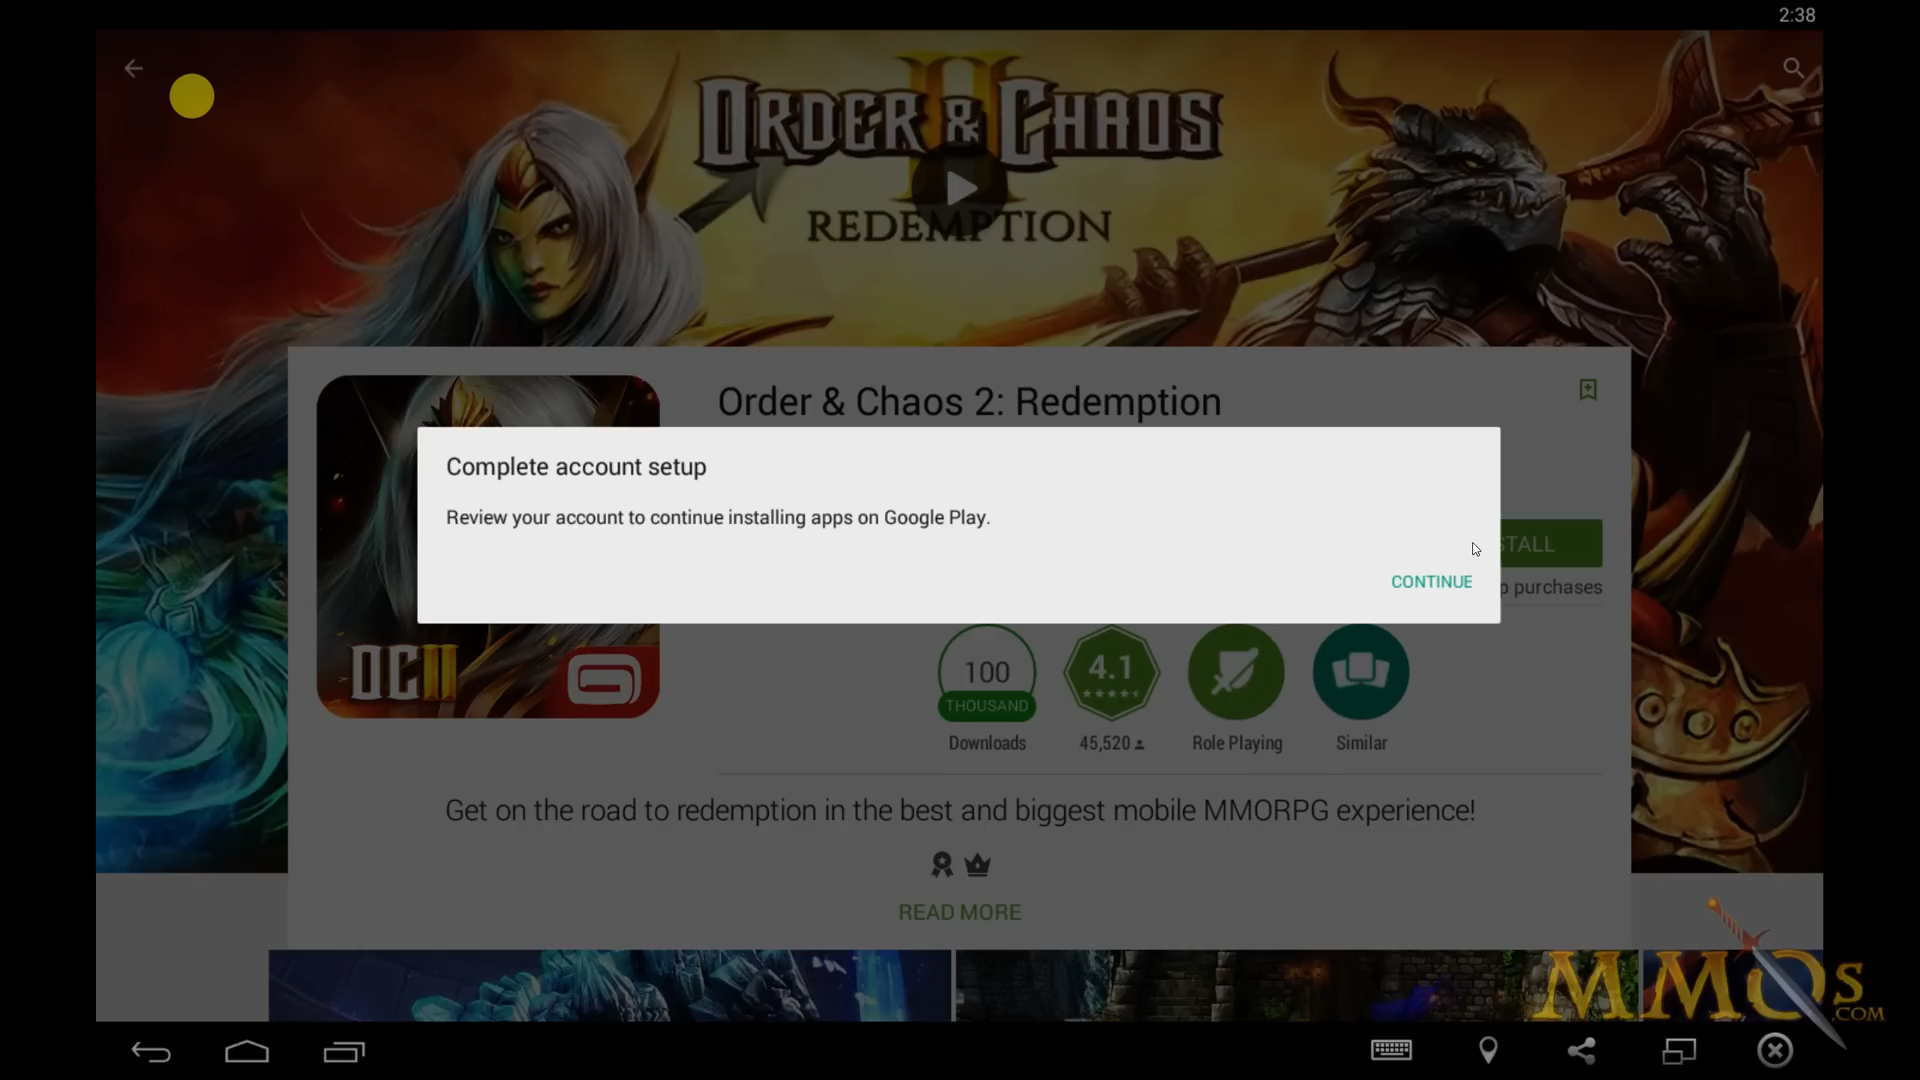 2:38
ORDER & CHAOS
II
REDEMPTION
Order & Chaos 2: Redemption
Complete account setup
Review your account to continue installing apps on Google Play.
CONTINUE
STALL
p purchases
OCII
100
THOUSAND
Downloads
4.1
45,520
Role Playing
Similar
Get on the road to redemption in the best and biggest mobile MMORPG experience!
READ MORE
MMOs
.COM